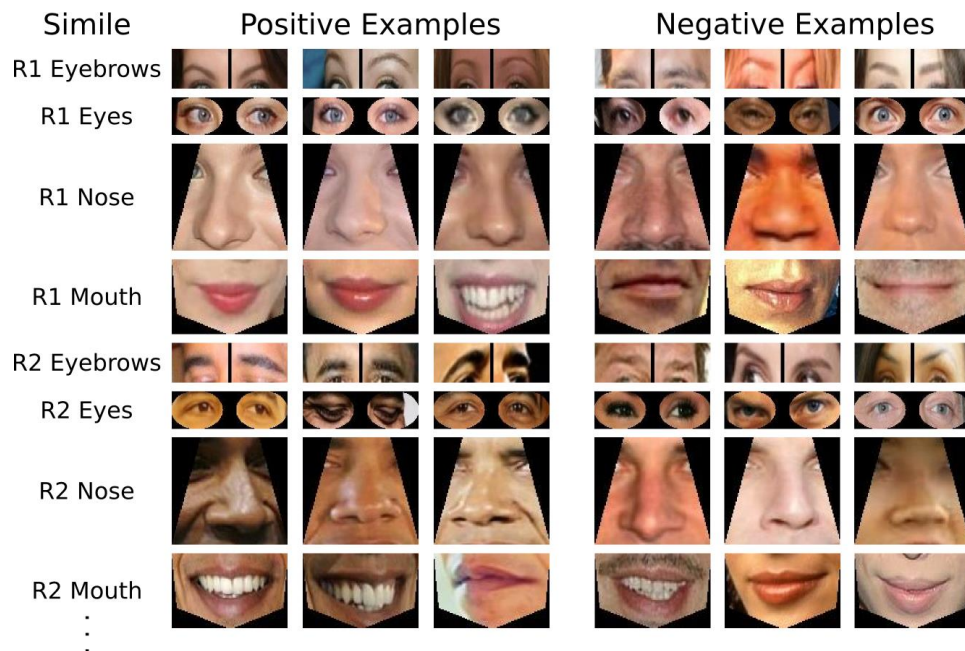 Simile Positive Examples Negative Examples
R1 Eyebrows
R1 Eyes
R1 Nose
R1 Mouth
R2 Eyebrows
R2 Eyes
R2 Nose
R2 Mouth